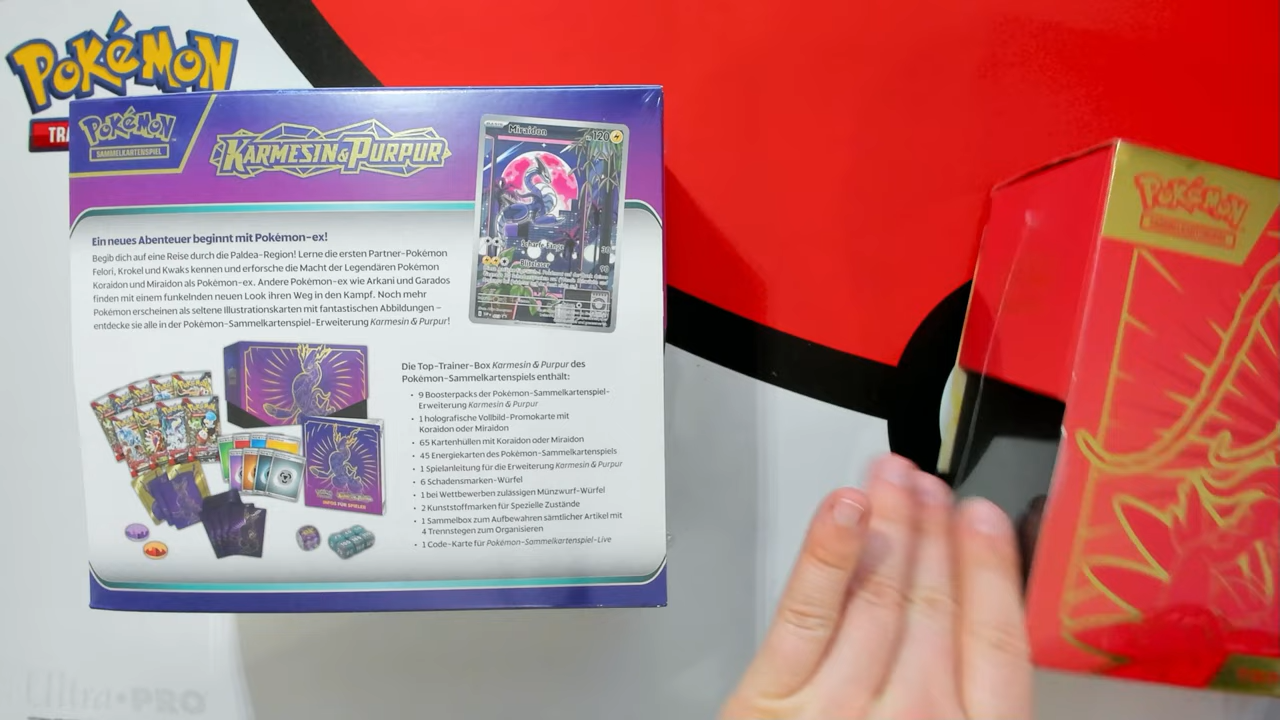 POKéMON
TRA
POKéMON
SAMMELKARTENSPIEL
KARMESIN & PURPUR
Miraidon
120
Scharfe Fänge
Blitzlaser
Ein neues Abenteuer beginnt mit Pokémon-ex!
Begib dich auf eine Reise durch die Paldea-Region! Lerne die ersten Partner-Pokémon
Felori, Krokel und Kwaks kennen und erforsche die Macht der Legendären Pokémon
Koraidon und Miraidon als Pokémon-ex. Andere Pokémon-ex wie Arkani und Garados
finden mit einem funkelnden neuen Look ihren Weg in den Kampf. Noch mehr
Pokémon erscheinen als seltene Illustrationskarten mit fantastischen Abbildungen –
entdecke sie alle in der Pokémon-Sammelkartenspiel-Erweiterung Karmesin & Purpur!
Die Top-Trainer-Box Karmesin & Purpur des
Pokémon-Sammelkartenspiels enthält:
• 9 Boosterpacks der Pokémon-Sammelkartenspiel-
Erweiterung Karmesin & Purpur
• 1 holografische Vollbild-Promokarte mit
Koraidon oder Miraidon
• 65 Kartenhüllen mit Koraidon oder Miraidon
• 45 Energiekarten des Pokémon-Sammelkartenspiels
• 1 Spielanleitung für die Erweiterung Karmesin & Purpur
• 6 Schadensmarken-Würfel
• 1 bei Wettbewerben zulässigen Münzwurf-Würfel
• 2 Kunststoffmarken für Spezielle Zustände
• 1 Sammelbox zum Aufbewahren sämtlicher Artikel mit
4 Trennstegen zum Organisieren
• 1 Code-Karte für Pokémon-Sammelkartenspiel-Live
POKéMON
SAMMELKARTENSPIEL
Ultra•PRO